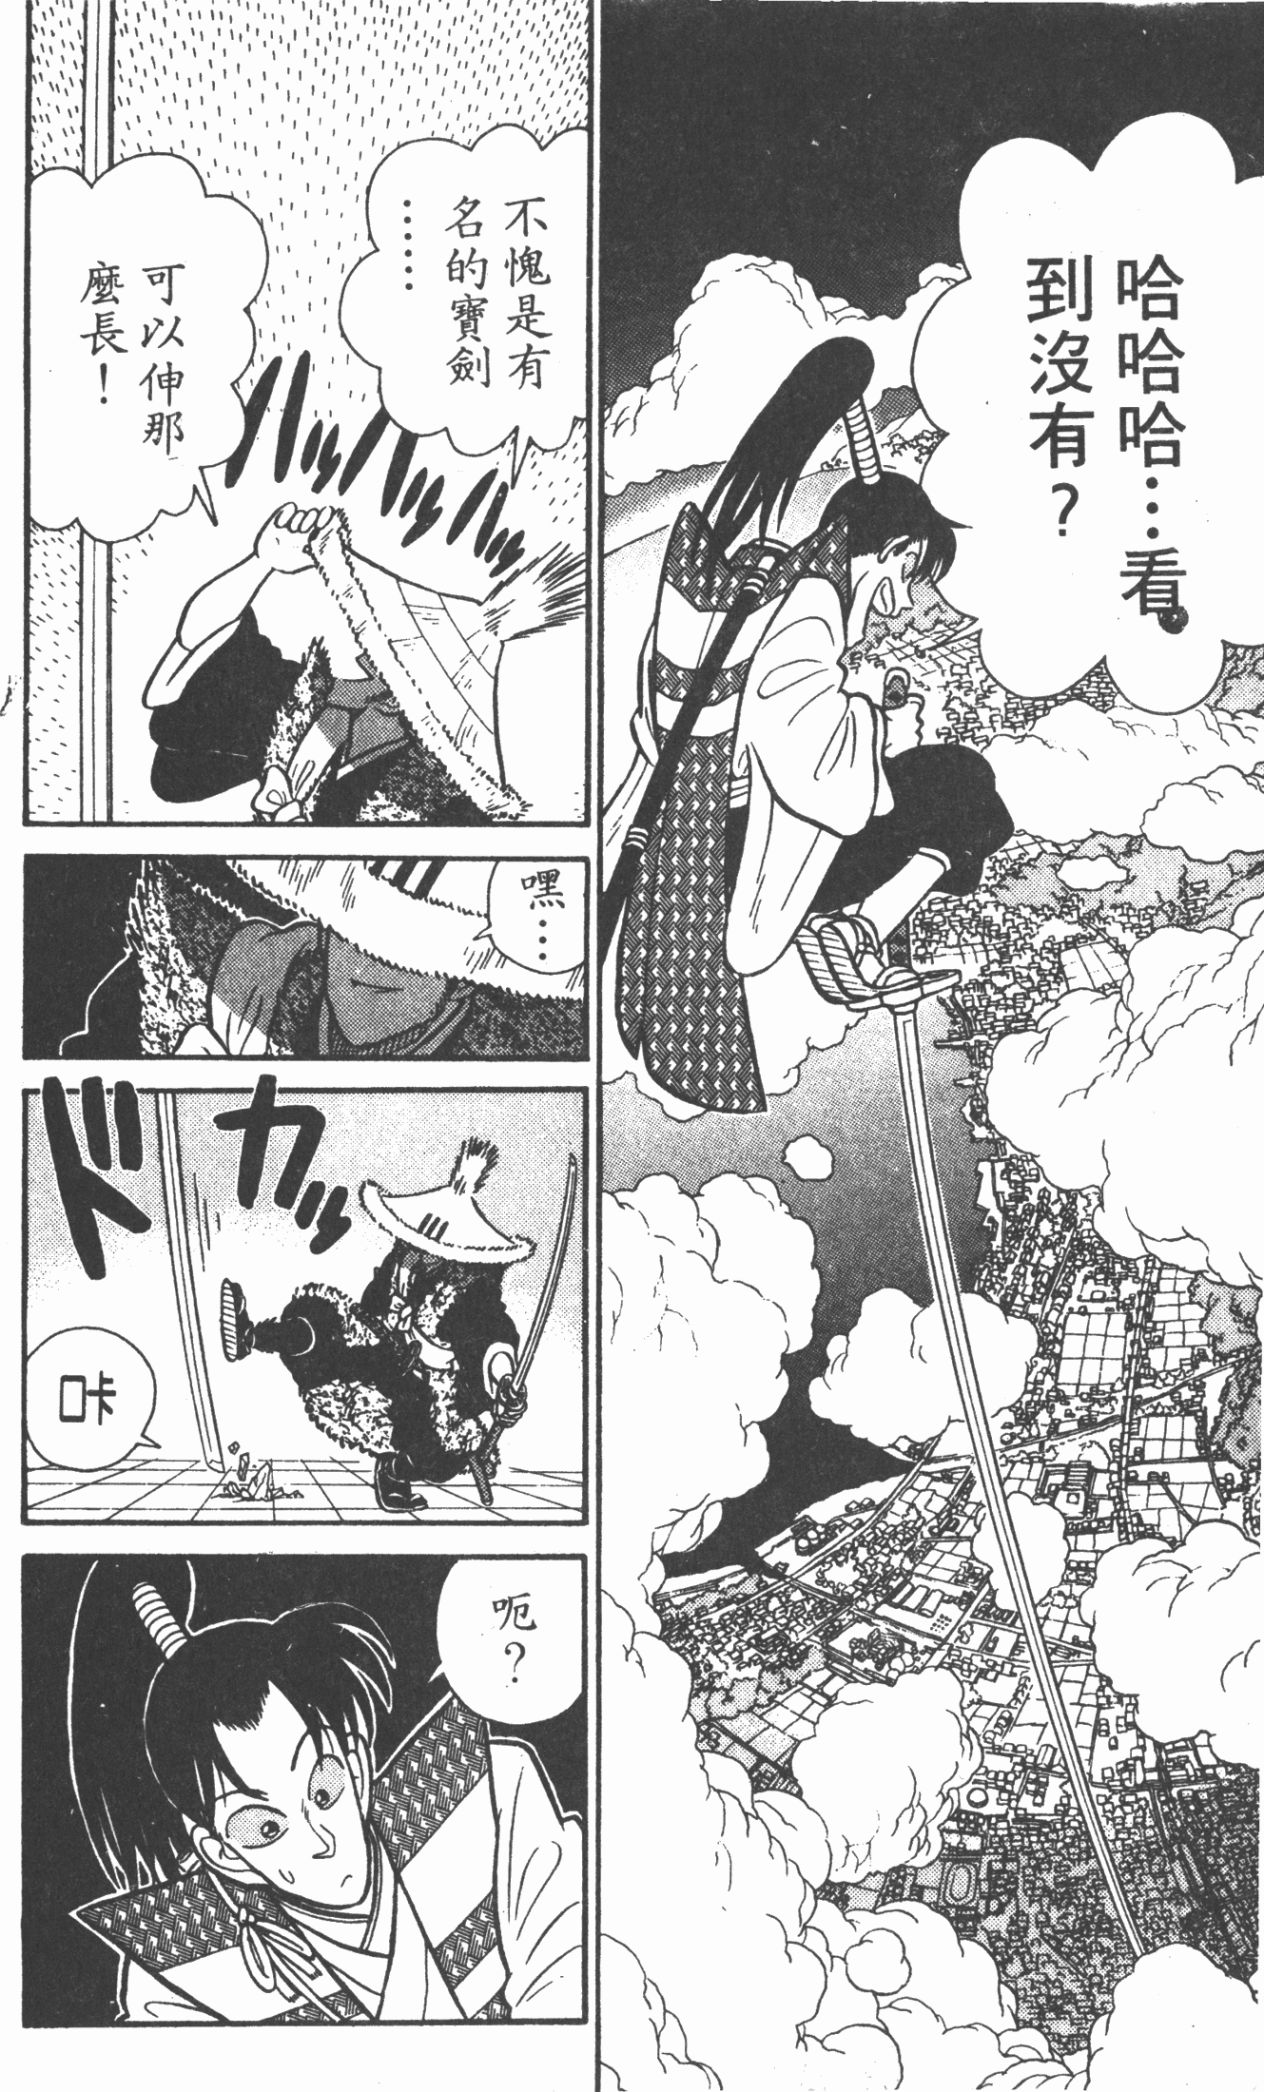 哈哈哈…看
到沒有？
不愧是有
名的寶劍
……
可以伸那
麼長！
嘿…
ドカッ
咔
呃？